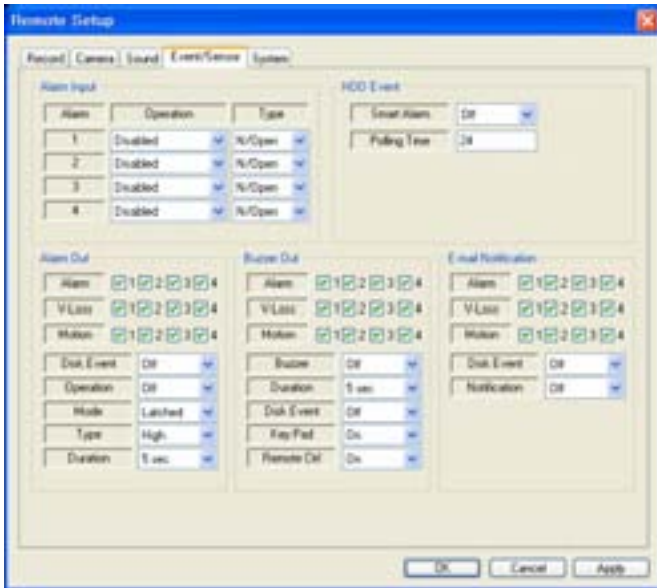 Remote Setup
Record Camera Sound Event/Sensor System
Alarm Input
Alarm Operation Type
1 Disabled N/Open
2 Disabled N/Open
3 Disabled N/Open
4 Disabled N/Open
HDD Event
Smart Alarm Off
Polling Time 24
Alarm Out
Alarm 1 2 3 4
V-Loss 1 2 3 4
Motion 1 2 3 4
Disk Event Off
Operation Off
Mode Latched
Type High
Duration 5 sec
Buzzer Out
Alarm 1 2 3 4
V-Loss 1 2 3 4
Motion 1 2 3 4
Buzzer Off
Duration 5 sec
Disk Event Off
Key Pad On
Remote Ctrl On
E-mail Notification
Alarm 1 2 3 4
V-Loss 1 2 3 4
Motion 1 2 3 4
Disk Event Off
Notification Off
OK Cancel Apply